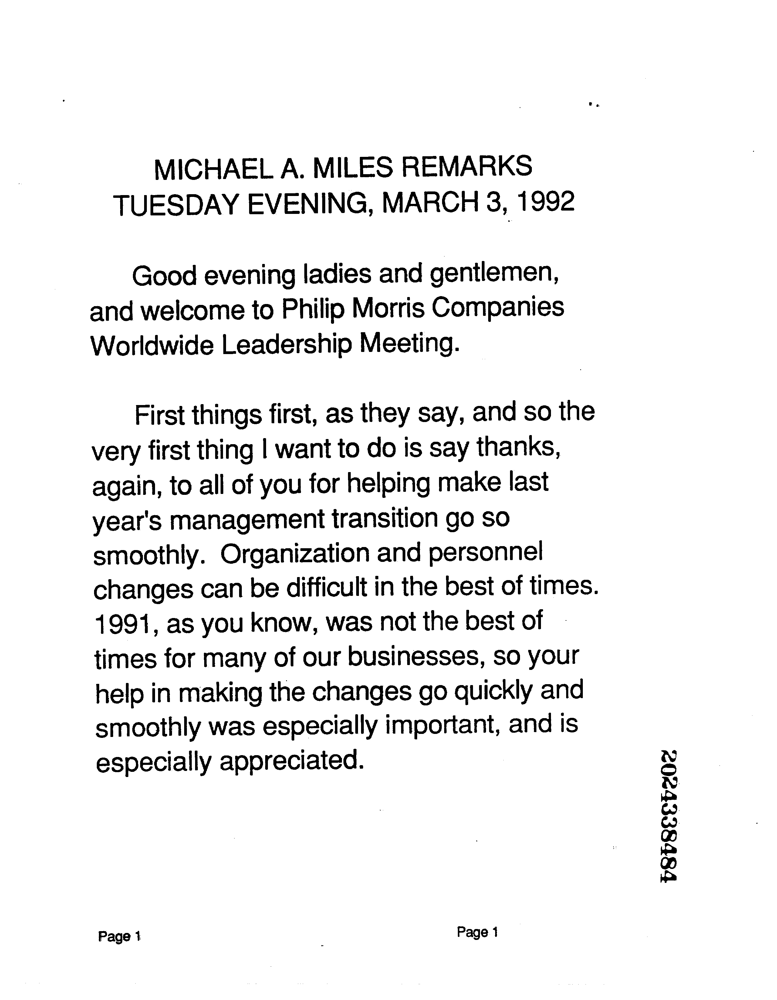 MICHAEL A. MILES REMARKS
TUESDAY EVENING, MARCH 3, 1992
Good evening ladies and gentlemen,
and welcome to Philip Morris Companies
Worldwide Leadership Meeting.
First things first, as they say, and so the
very first thing I want to do is say thanks,
again, to all of you for helping make last
year's management transition go so
smoothly. Organization and personnel
changes can be difficult in the best of times.
1991, as you know, was not the best of
times for many of our businesses, so your
help in making the changes go quickly and
smoothly was especially important, and is
especially appreciated.
2024338484
Page 1
Page 1